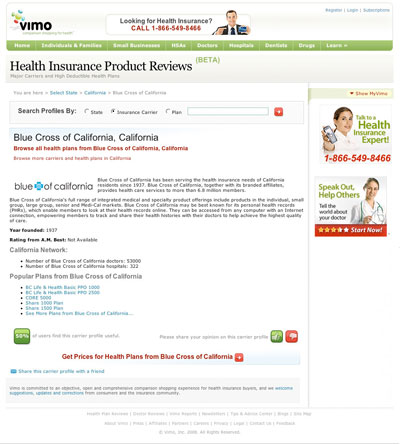 Register | Login | Subscriptions
vimo
comparison shopping for health
Looking for Health Insurance?
CALL 1-866-549-8466
Home Individuals & Families Small Businesses HSAs Doctors Hospitals Dentists Drugs Learn
Health Insurance Product Reviews (BETA)
Major Carriers and High Deductible Health Plans
You are here > Select State > California > Blue Cross of California
Show MyVimo
Search Profiles By: State Insurance Carrier Plan
Talk to a
Health
Insurance
Expert!
1-866-549-8466
Blue Cross of California, California
Browse all health plans from Blue Cross of California, California
Browse more carriers and health plans in California
blue of california
Blue Cross of California has been serving the health insurance needs of California
residents since 1937. Blue Cross of California, together with its branded affiliates,
provides health care services to more than 6.8 million members.
Blue Cross of California's full range of integrated medical and specialty product offerings include products in the individual, small
group, large group, senior and Medi-Cal markets. Blue Cross of California may be best known for its personal health records
(PHRs), which enable members to look at their health records online. They can be accessed from any computer with an Internet
connection, empowering members to track and share their health histories with their doctors to help achieve the highest quality
of care.
Speak Out,
Help Others
Tell the world
about your
doctor
Start Now!
Year founded: 1937
Rating from A.M. Best: Not Available
California Network:
Number of Blue Cross of California doctors: 53000
Number of Blue Cross of California hospitals: 322
Popular Plans from Blue Cross of California
BC Life & Health Basic PPO 1000
BC Life & Health Basic PPO 2500
CORE 5000
Share 1000 Plan
Share 1500 Plan
See More Plans from Blue Cross of California...
50% of users find this carrier profile useful.
Please share your opinion on this carrier profile
Get Prices for Health Plans from Blue Cross of California
Share this carrier profile with a friend
Vimo is committed to an objective, open and comprehensive comparison shopping experience for health insurance buyers, and we welcome
suggestions, updates and corrections from consumers and the insurance community.
Health Plan Reviews | Doctor Reviews | Vimo Reports | Newsletters | Tips & Advice Center | Blogs | Site Map
About Vimo | Press | Affiliates | Partners | Careers | Privacy | Legal | Contact Us
© Vimo, Inc. 2008. All Rights Reserved.